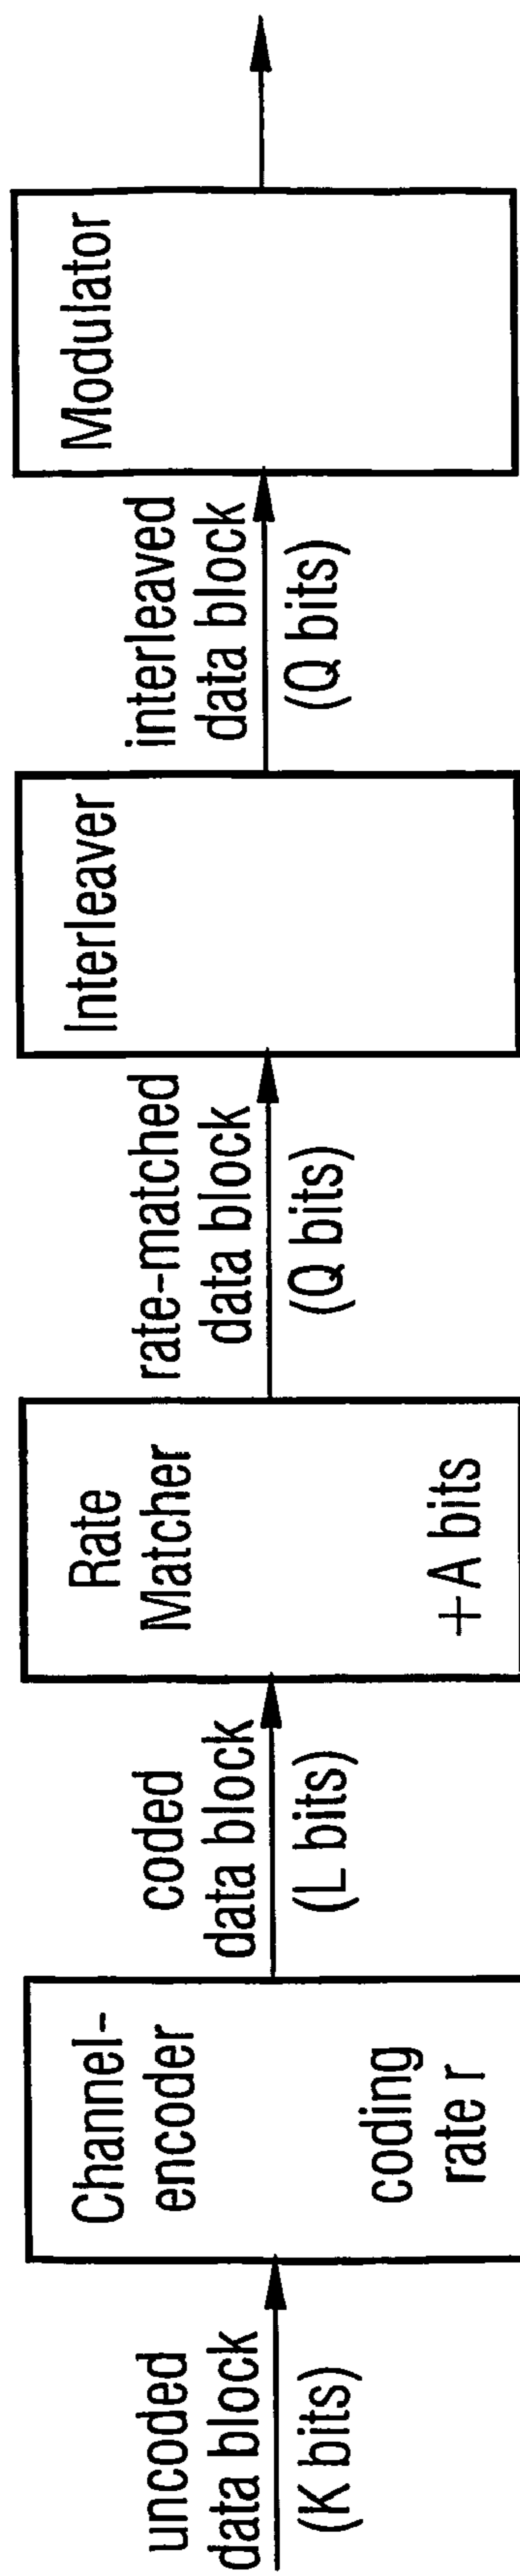 uncoded
data block
(K bits)
Channel-
encoder
coding
rate r
coded
data block
(L bits)
Rate
Matcher
+A bits
rate-matched
data block
(Q bits)
Interleaver
interleaved
data block
(Q bits)
Modulator